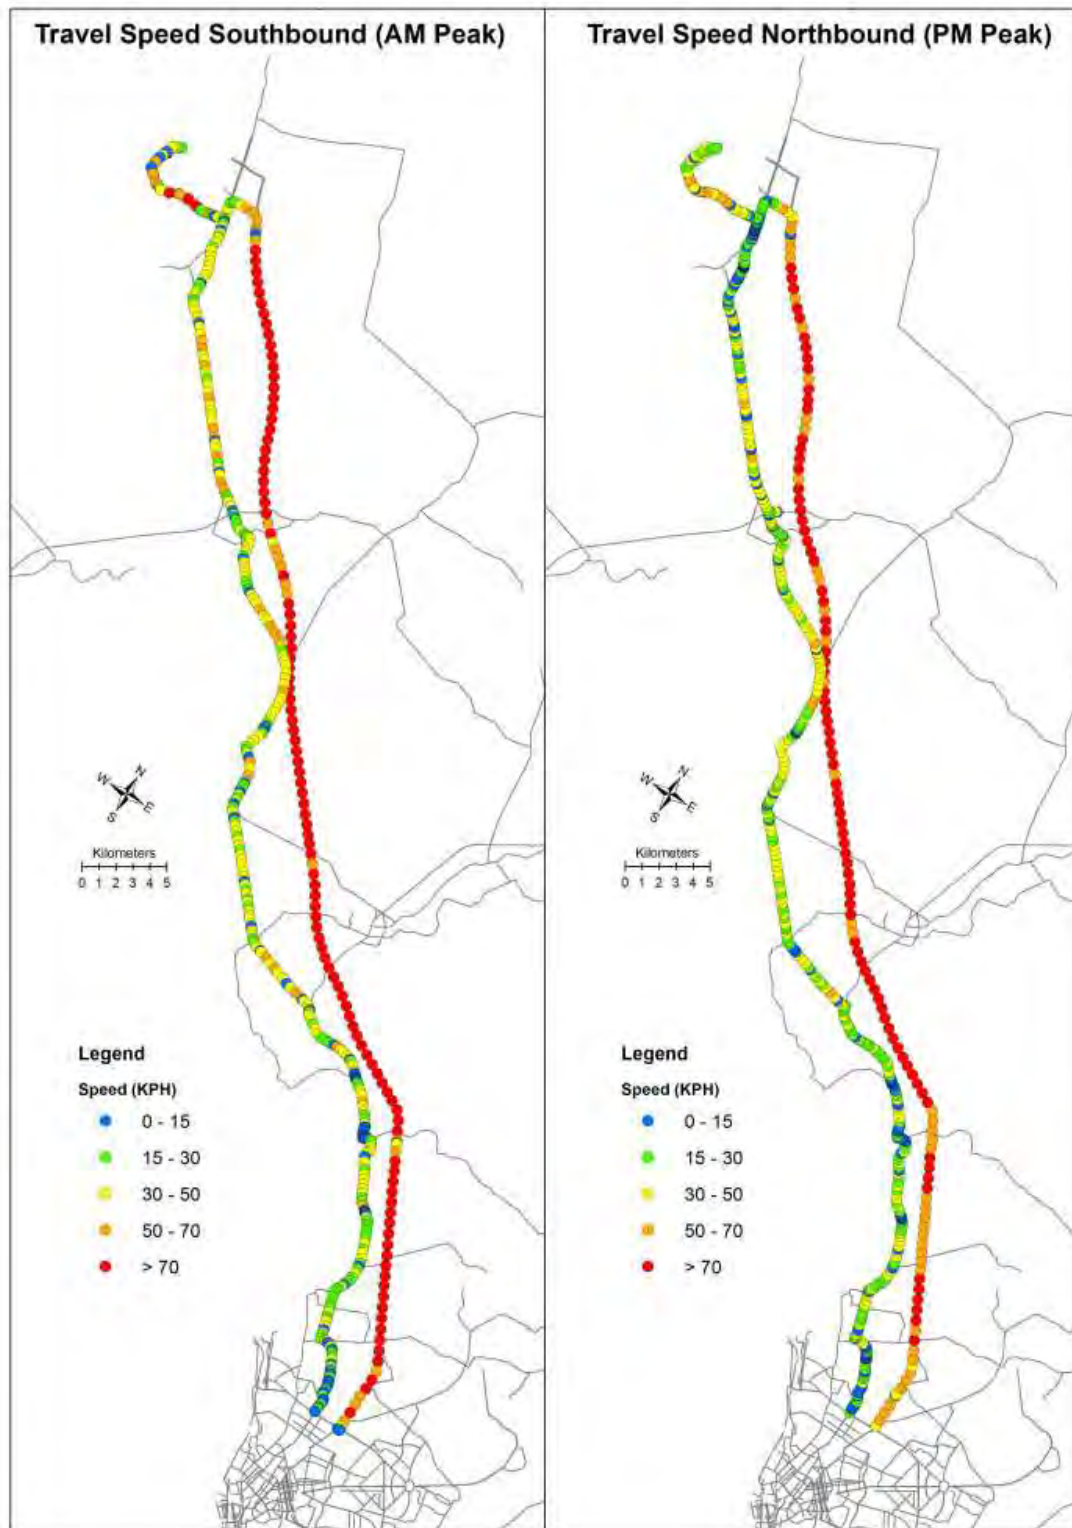 Travel Speed Southbound (AM Peak)
N
W
E
S
Kilometers
0 1 2 3 4 5
Legend
Speed (KPH)
0 - 15
15 - 30
30 - 50
50 - 70
> 70
Travel Speed Northbound (PM Peak)
N
W
E
S
Kilometers
0 1 2 3 4 5
Legend
Speed (KPH)
0 - 15
15 - 30
30 - 50
50 - 70
> 70